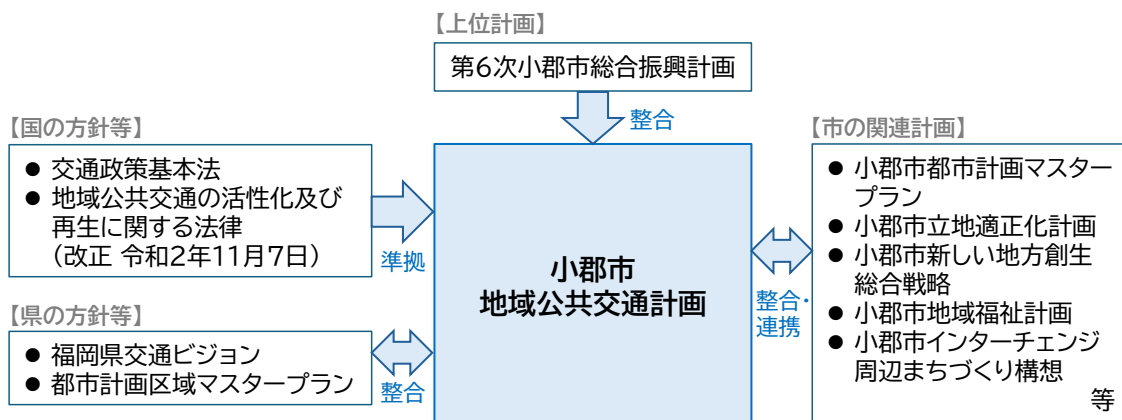 【上位計画】
第6次小郡市総合振興計画
整合
【国の方針等】
● 交通政策基本法
● 地域公共交通の活性化及び
再生に関する法律
(改正 令和2年11月7日)
準拠
【県の方針等】
● 福岡県交通ビジョン
● 都市計画区域マスタープラン
整合
小郡市
地域公共交通計画
整合・
連携
【市の関連計画】
● 小郡市都市計画マスター
プラン
● 小郡市立地適正化計画
● 小郡市新しい地方創生
総合戦略
● 小郡市地域福祉計画
● 小郡市インターチェンジ
周辺まちづくり構想
等